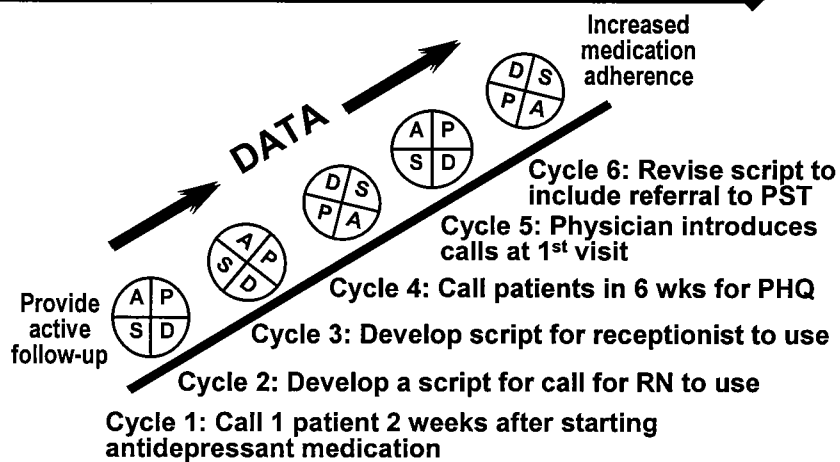 Increased
medication
adherence
DATA
D S
P A
A P
S D
D S
P A
A P
S D
A P
S D
Provide
active
follow-up
Cycle 6: Revise script to
include referral to PST
Cycle 5: Physician introduces
calls at 1st visit
Cycle 4: Call patients in 6 wks for PHQ
Cycle 3: Develop script for receptionist to use
Cycle 2: Develop a script for call for RN to use
Cycle 1: Call 1 patient 2 weeks after starting
antidepressant medication